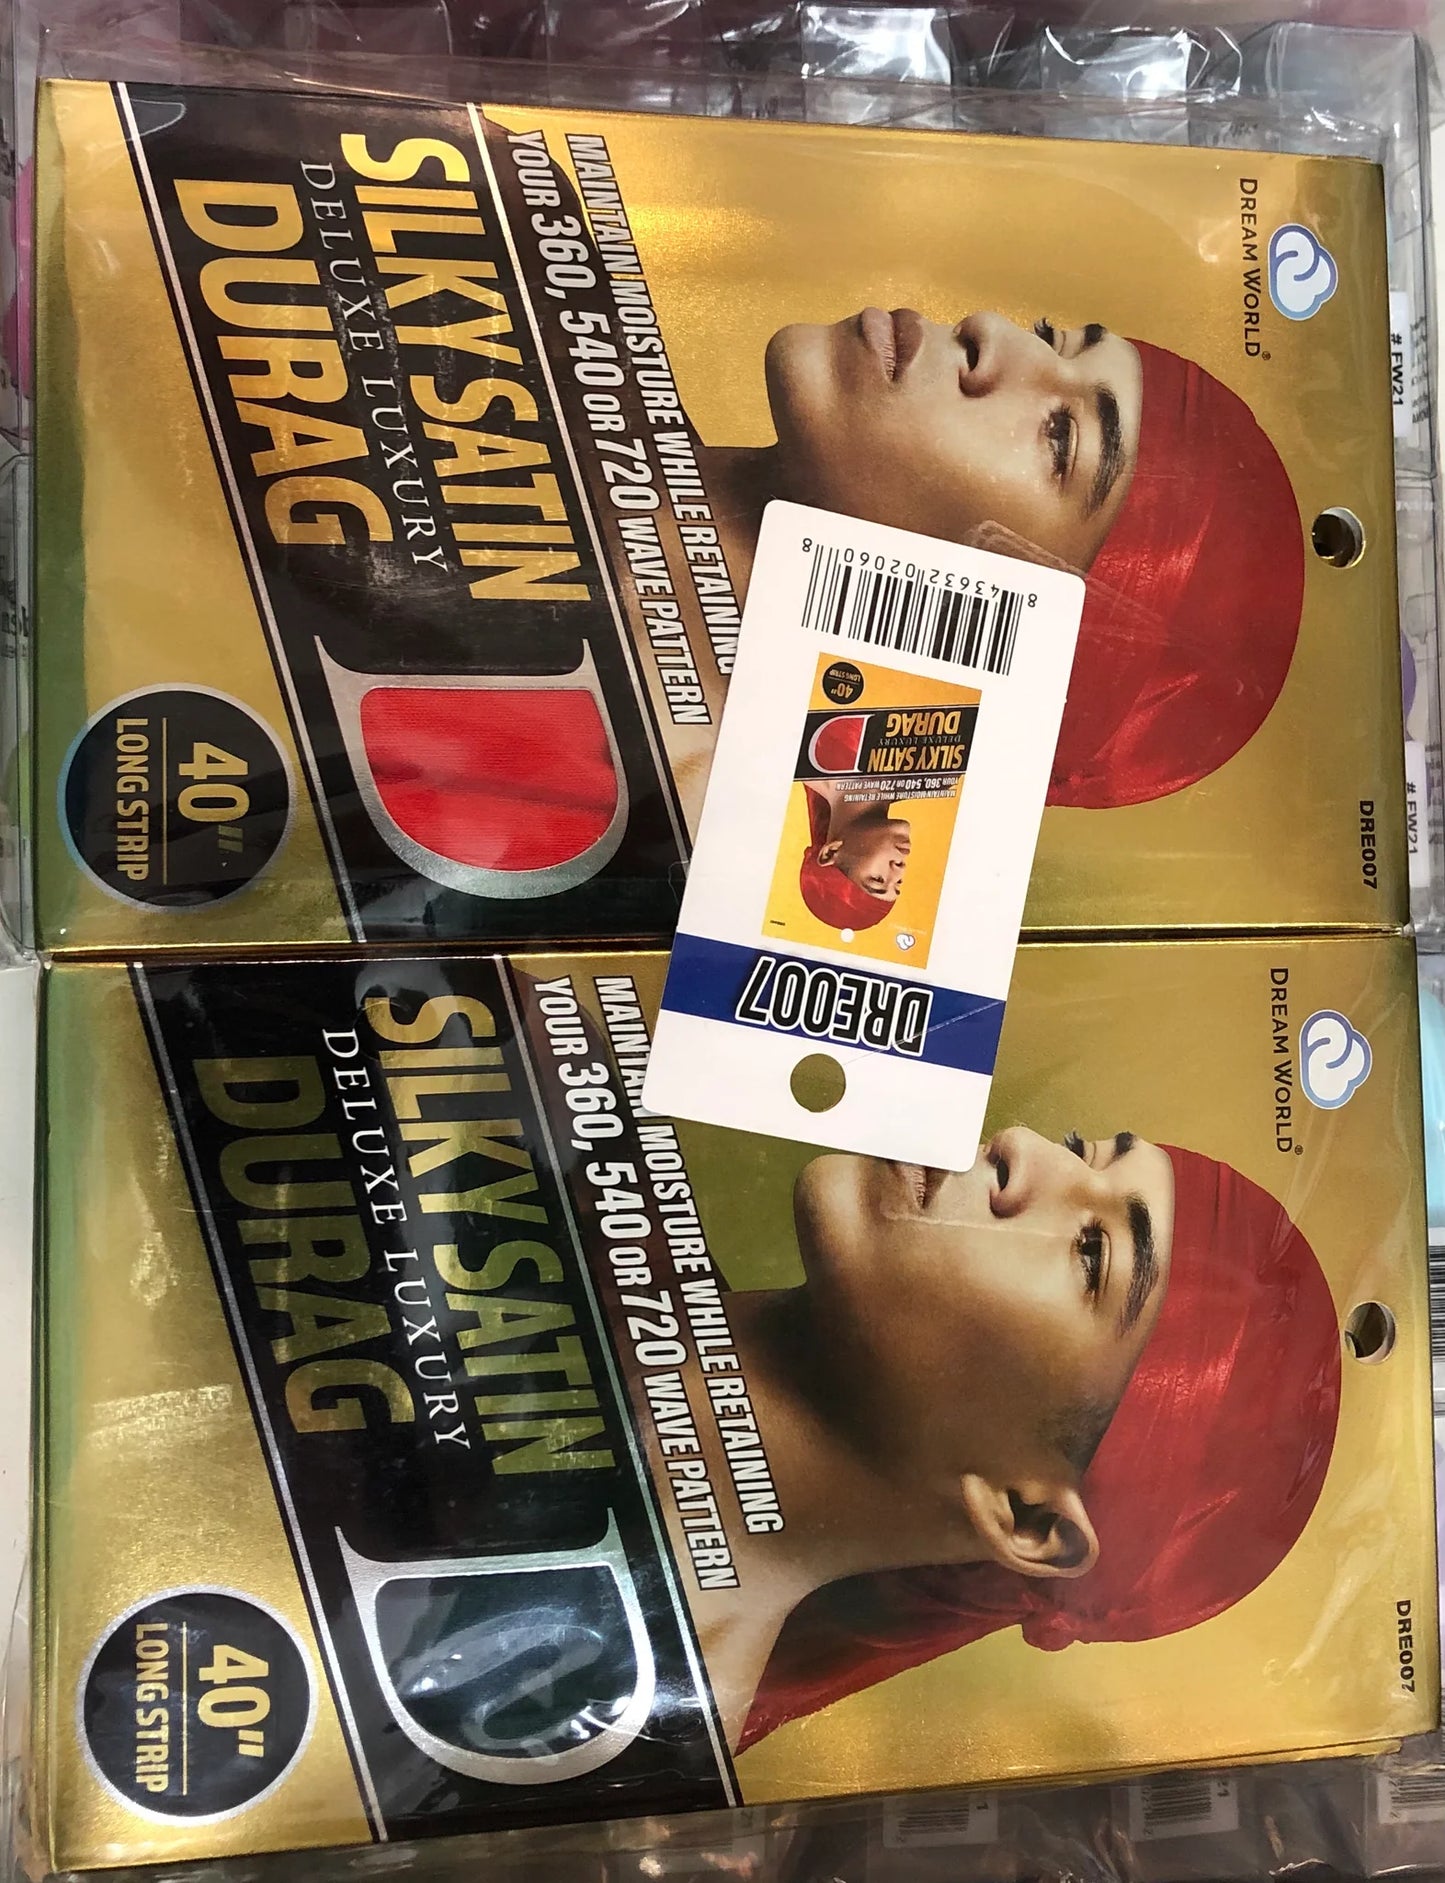 DREAM WORLD®
DRE007
MAINTAIN MOISTURE WHILE RETAINING
YOUR 360, 540 OR 720 WAVE PATTERN
SILKY SATIN
DELUXE LUXURY
DURAG
40"
LONG STRIP
DREAM WORLD®
DRE007
MAINTAIN MOISTURE WHILE RETAINING
YOUR 360, 540 OR 720 WAVE PATTERN
SILKY SATIN
DELUXE LUXURY
DURAG
40"
LONG STRIP
DRE007
MAINTAIN MOISTURE WHILE RETAINING
YOUR 360, 540 OR 720 WAVE PATTERN
SILKY SATIN
DELUXE LUXURY
DURAG
40"
LONG STRIP
8 43632 02060 8
# FW21
# FW21